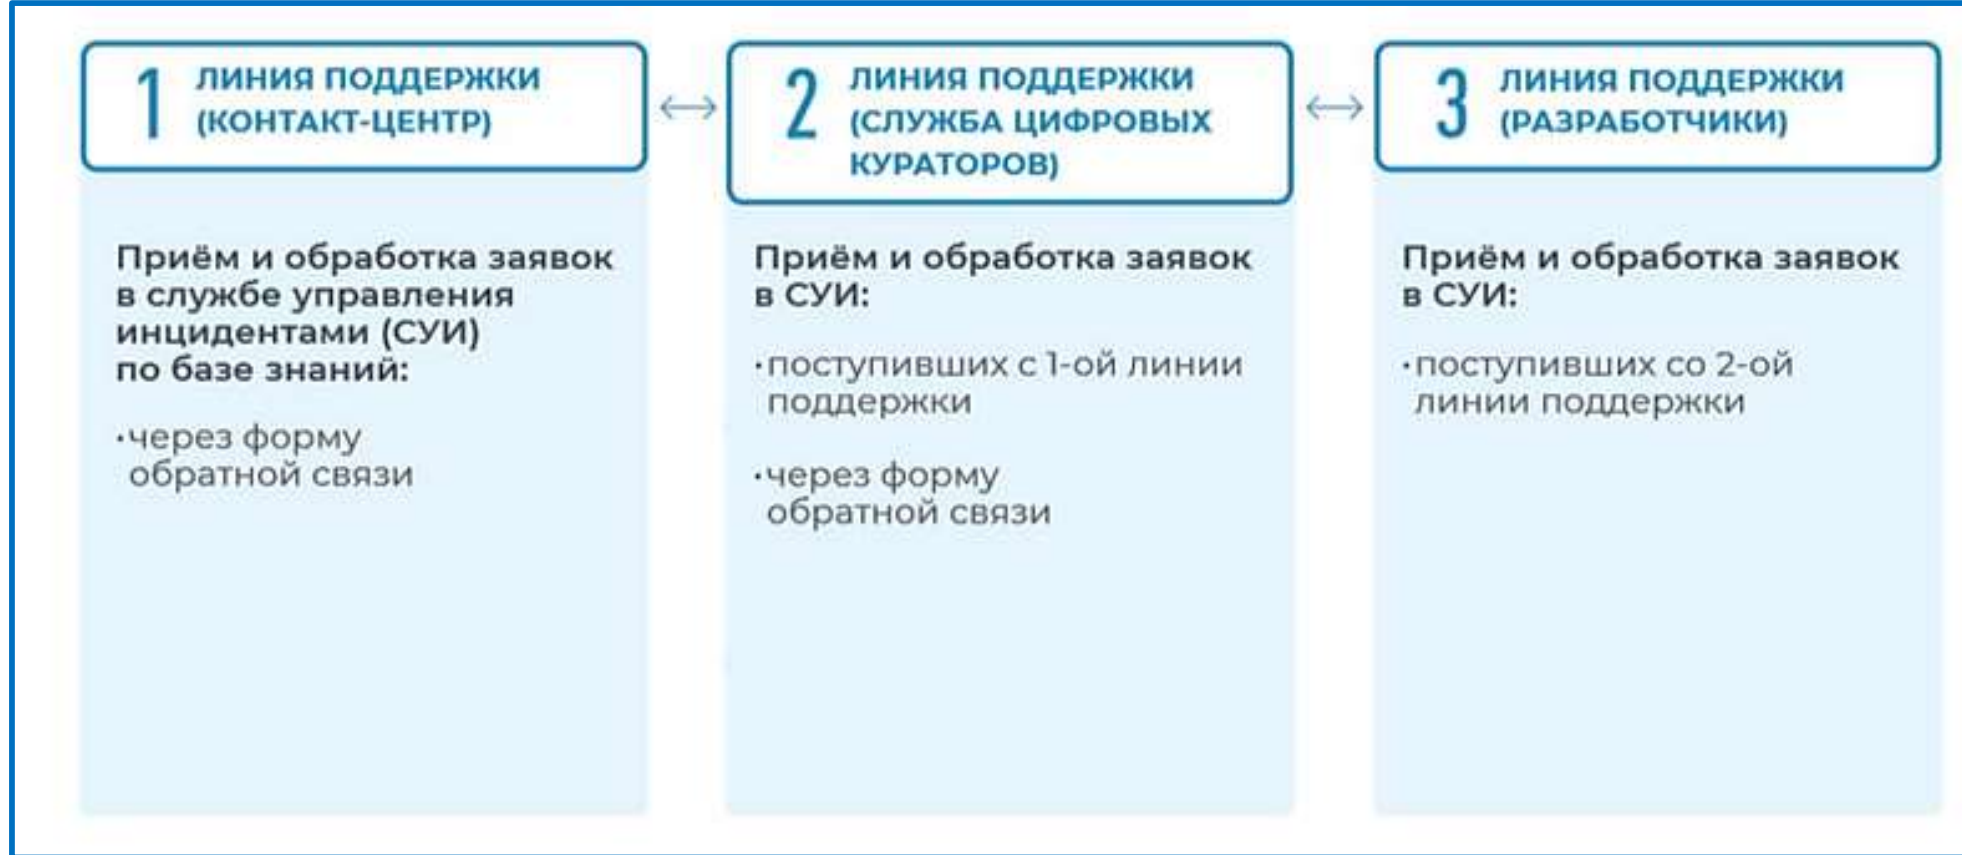 1
ЛИНИЯ ПОДДЕРЖКИ
(КОНТАКТ-ЦЕНТР)
Приём и обработка заявок
в службе управления
инцидентами (СУИ)
по базе знаний:
·через форму
обратной связи
2
ЛИНИЯ ПОДДЕРЖКИ
(СЛУЖБА ЦИФРОВЫХ
КУРАТОРОВ)
Приём и обработка заявок
в СУИ:
·поступивших с 1-ой линии
поддержки
·через форму
обратной связи
3
ЛИНИЯ ПОДДЕРЖКИ
(РАЗРАБОТЧИКИ)
Приём и обработка заявок
в СУИ:
·поступивших со 2-ой
линии поддержки